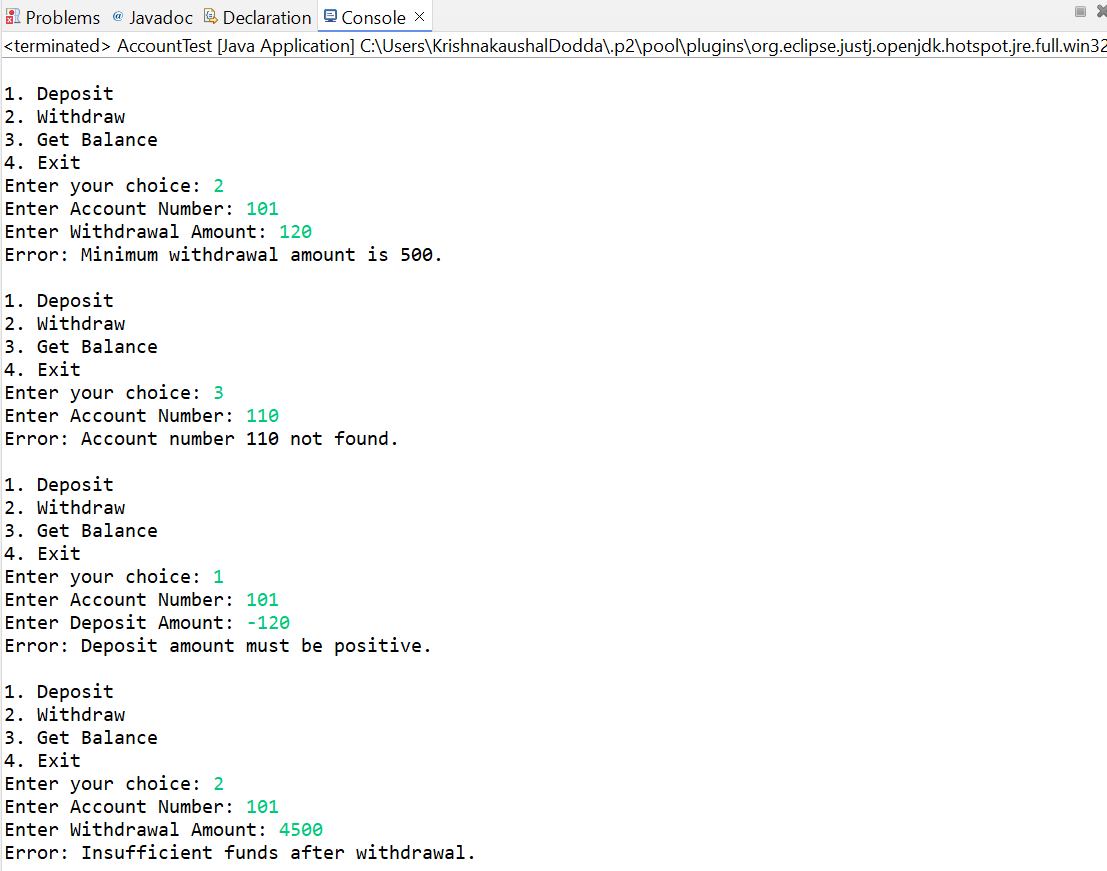 Problems Javadoc Declaration Console
<terminated> AccountTest [Java Application] C:\Users\KrishnakaushalDodda\.p2\pool\plugins\org.eclipse.justj.openjdk.hotspot.jre.full.win32
1. Deposit
2. Withdraw
3. Get Balance
4. Exit
Enter your choice: 2
Enter Account Number: 101
Enter Withdrawal Amount: 120
Error: Minimum withdrawal amount is 500.
1. Deposit
2. Withdraw
3. Get Balance
4. Exit
Enter your choice: 3
Enter Account Number: 110
Error: Account number 110 not found.
1. Deposit
2. Withdraw
3. Get Balance
4. Exit
Enter your choice: 1
Enter Account Number: 101
Enter Deposit Amount: -120
Error: Deposit amount must be positive.
1. Deposit
2. Withdraw
3. Get Balance
4. Exit
Enter your choice: 2
Enter Account Number: 101
Enter Withdrawal Amount: 4500
Error: Insufficient funds after withdrawal.